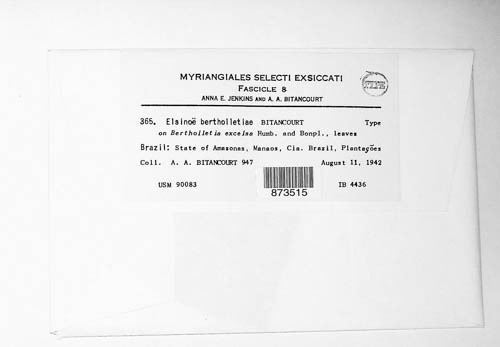 MYRIANGIALES SELECTI EXSICCATI
FASCICLE 8
ANNA E. JENKINS AND A. A. BITANCOURT
365. Elsinoë bertholletiae BITANCOURT Type
on Bertholletia excelsa Humb. and Bonpl., leaves
Brazil: State of Amazonas, Manaos, Cia. Brazil, Plantações
Coll. A. A. BITANCOURT 947 August 11, 1942
USM 90083 IB 4436
873515